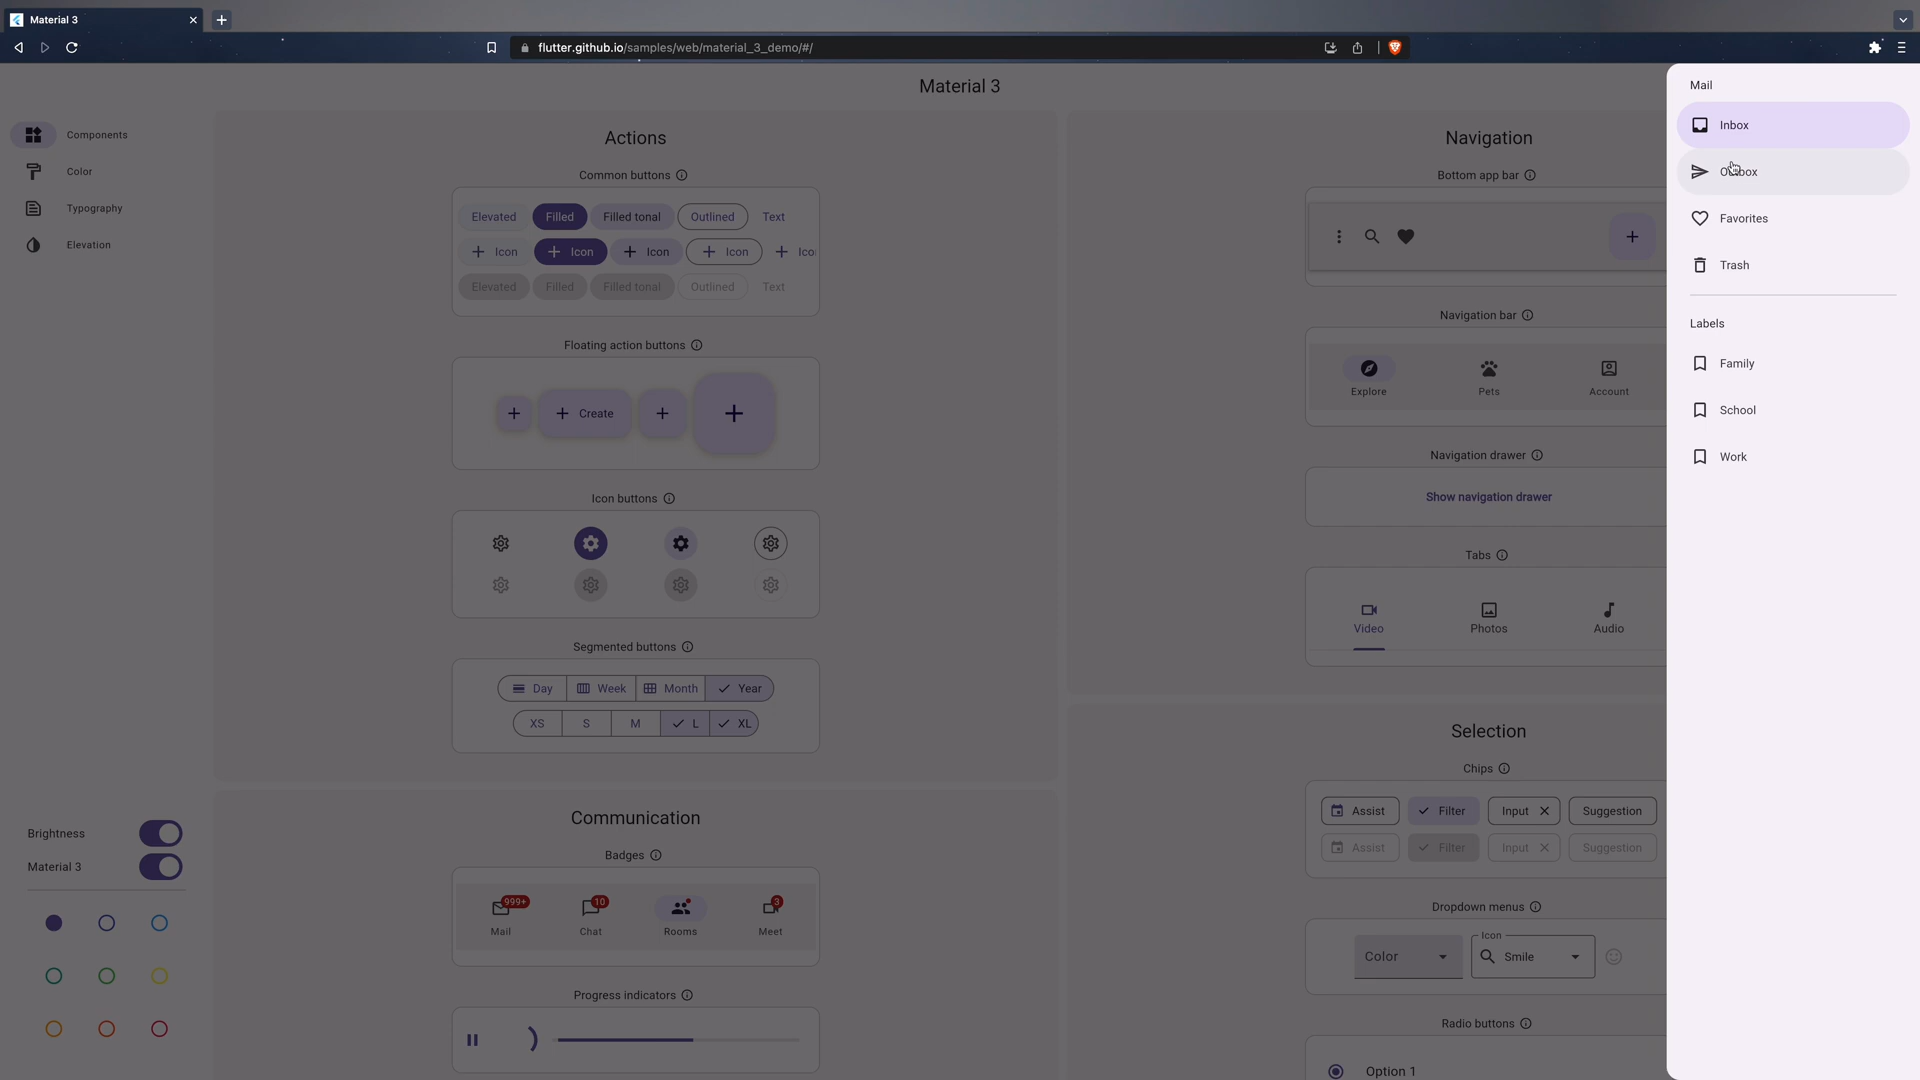 Material 3
flutter.github.io/samples/web/material_3_demo/#/
Material 3
Components
Color
Typography
Elevation
Brightness
Material 3
Actions
Common buttons
Elevated Filled Filled tonal Outlined Text
Icon Icon Icon Icon Ico
Elevated Filled Filled tonal Outlined Text
Floating action buttons
Create
Icon buttons
Segmented buttons
Day Week Month Year
XS S M L XL
Communication
Badges
999+ 10 3
Mail Chat Rooms Meet
Progress indicators
Navigation
Bottom app bar
Navigation bar
Explore Pets Account
Navigation drawer
Show navigation drawer
Tabs
Video Photos Audio
Selection
Chips
Assist Filter Input Suggestion
Assist Filter Input Suggestion
Dropdown menus
Icon
Color Smile
Radio buttons
Option 1
Mail
Inbox
Outbox
Favorites
Trash
Labels
Family
School
Work